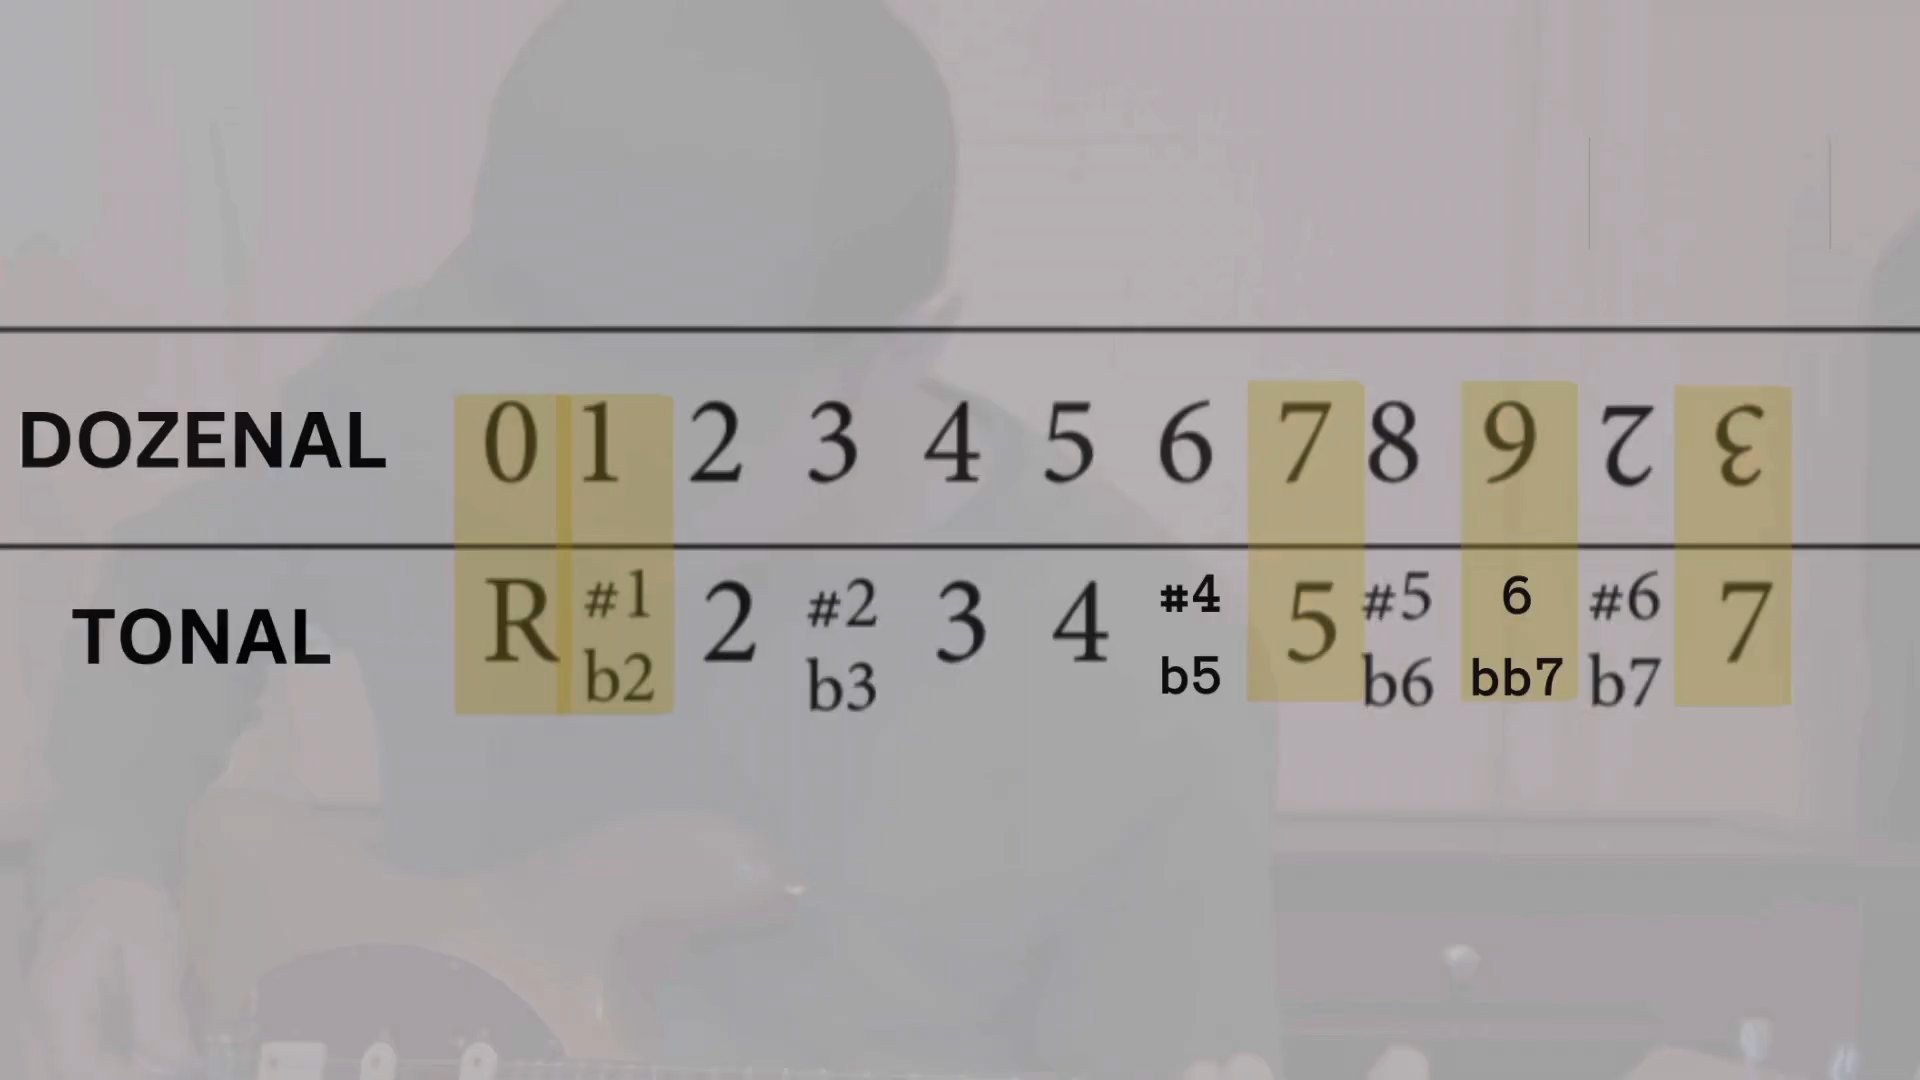 DOZENAL 0 1 2 3 4 5 6 7 8 9 ↊ ↋
TONAL R #1 2 #2 3 4 #4 5 #5 6 #6 7
b2 b3 b5 b6 bb7 b7